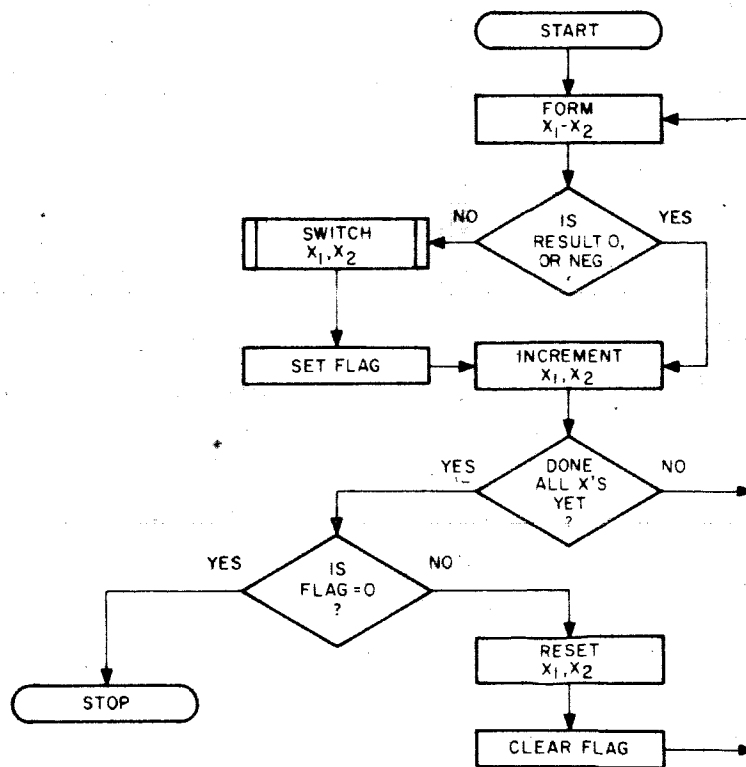 START
FORM
X₁-X₂
IS
RESULT 0,
OR NEG
NO
YES
SWITCH
X₁, X₂
SET FLAG
INCREMENT
X₁, X₂
DONE
ALL X'S
YET
?
YES
NO
IS
FLAG=0
?
YES
NO
STOP
RESET
X₁, X₂
CLEAR FLAG